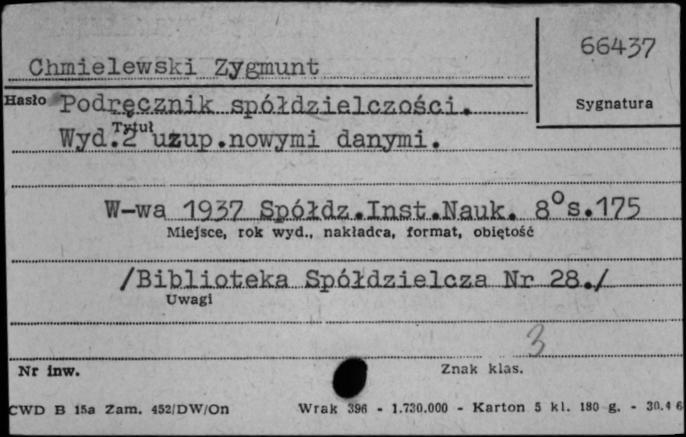 66437
Chmielewski Zygmunt
Hasło Podręcznik spółdzielczości.
Sygnatura
Tytuł
Wyd. 2 uzup.nowymi danymi.
W-wa 1937 Spółdz.Inst.Nauk. 8° s.175
Miejsce, rok wyd., nakładca, format, objętość
/Biblioteka Spółdzielcza Nr 28./
Uwagi
3
Nr inw.
Znak klas.
CWD B 15a Zam. 452/DW/On Wrak 396 - 1.730.000 - Karton 5 kl. 180 g. - 30.4 6